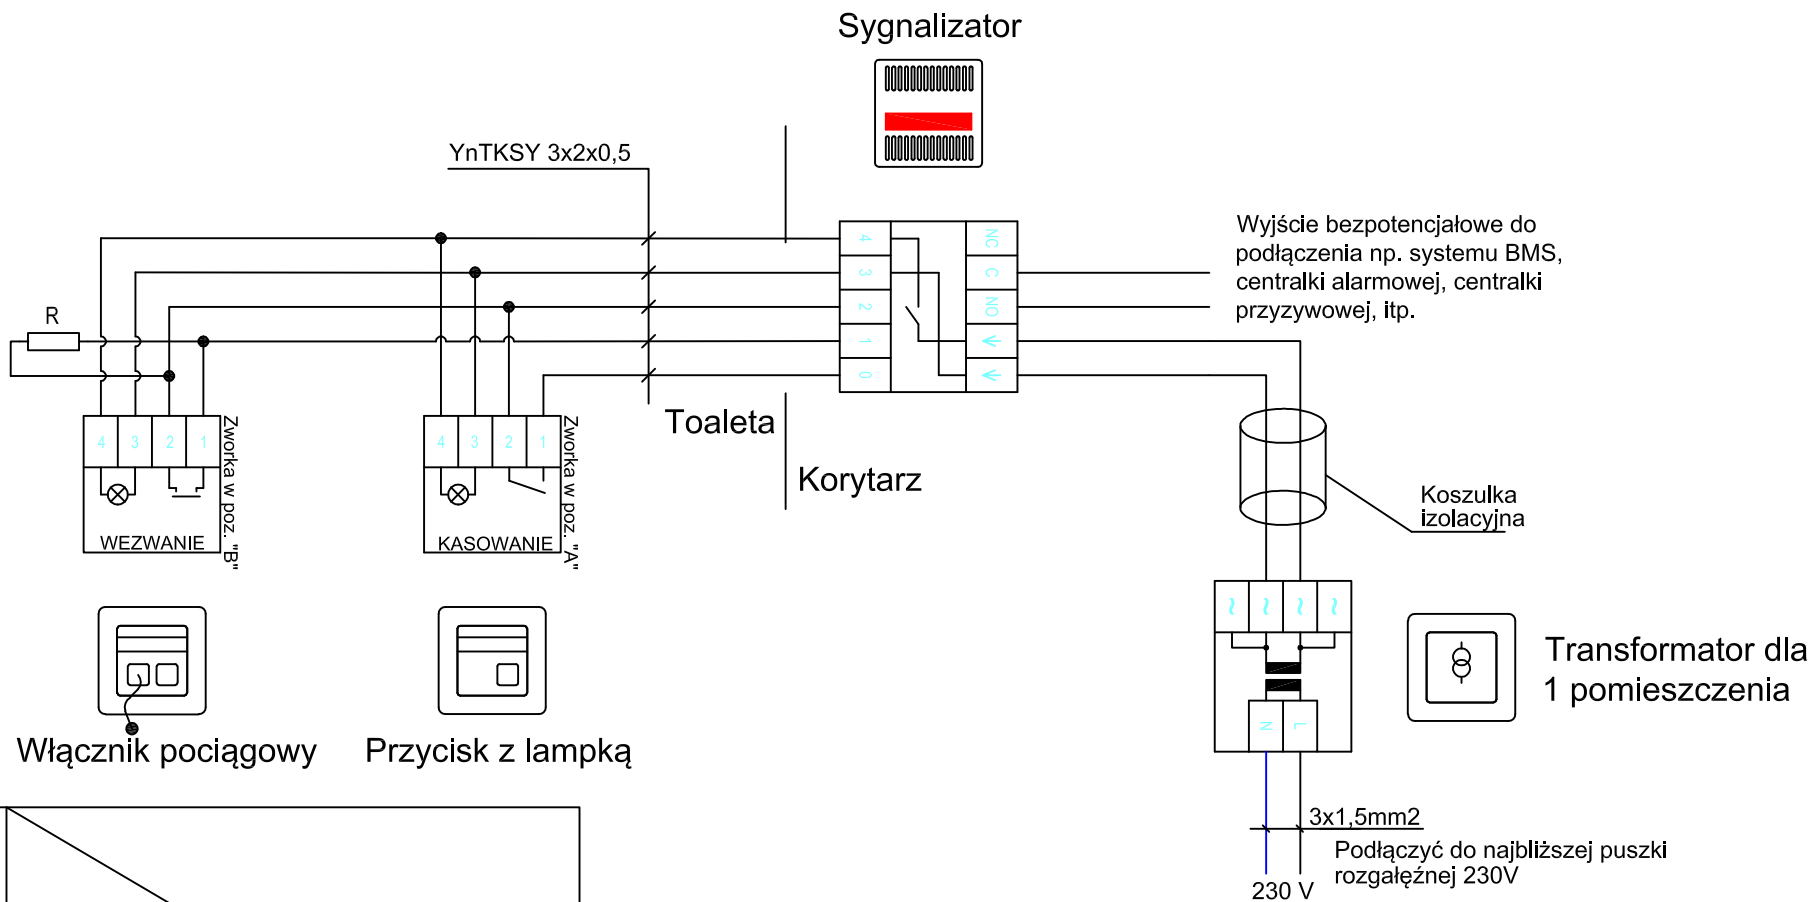 Sygnalizator
YnTKSY 3x2x0,5
Wyjście bezpotencjałowe do
podłączenia np. systemu BMS,
centralki alarmowej, centralki
przyzywowej, itp.
4 NC
3 C
2 NO
1
0
R
Toaleta
Korytarz
4 3 2 1
Zworka w poz. "B"
WEZWANIE
4 3 2 1
Zworka w poz. "A"
KASOWANIE
Koszulka
izolacyjna
~ ~ ~ ~
N L
Transformator dla
1 pomieszczenia
Włącznik pociągowy
Przycisk z lampką
3x1,5mm2
Podłączyć do najbliższej puszki
rozgałęźnej 230V
230 V